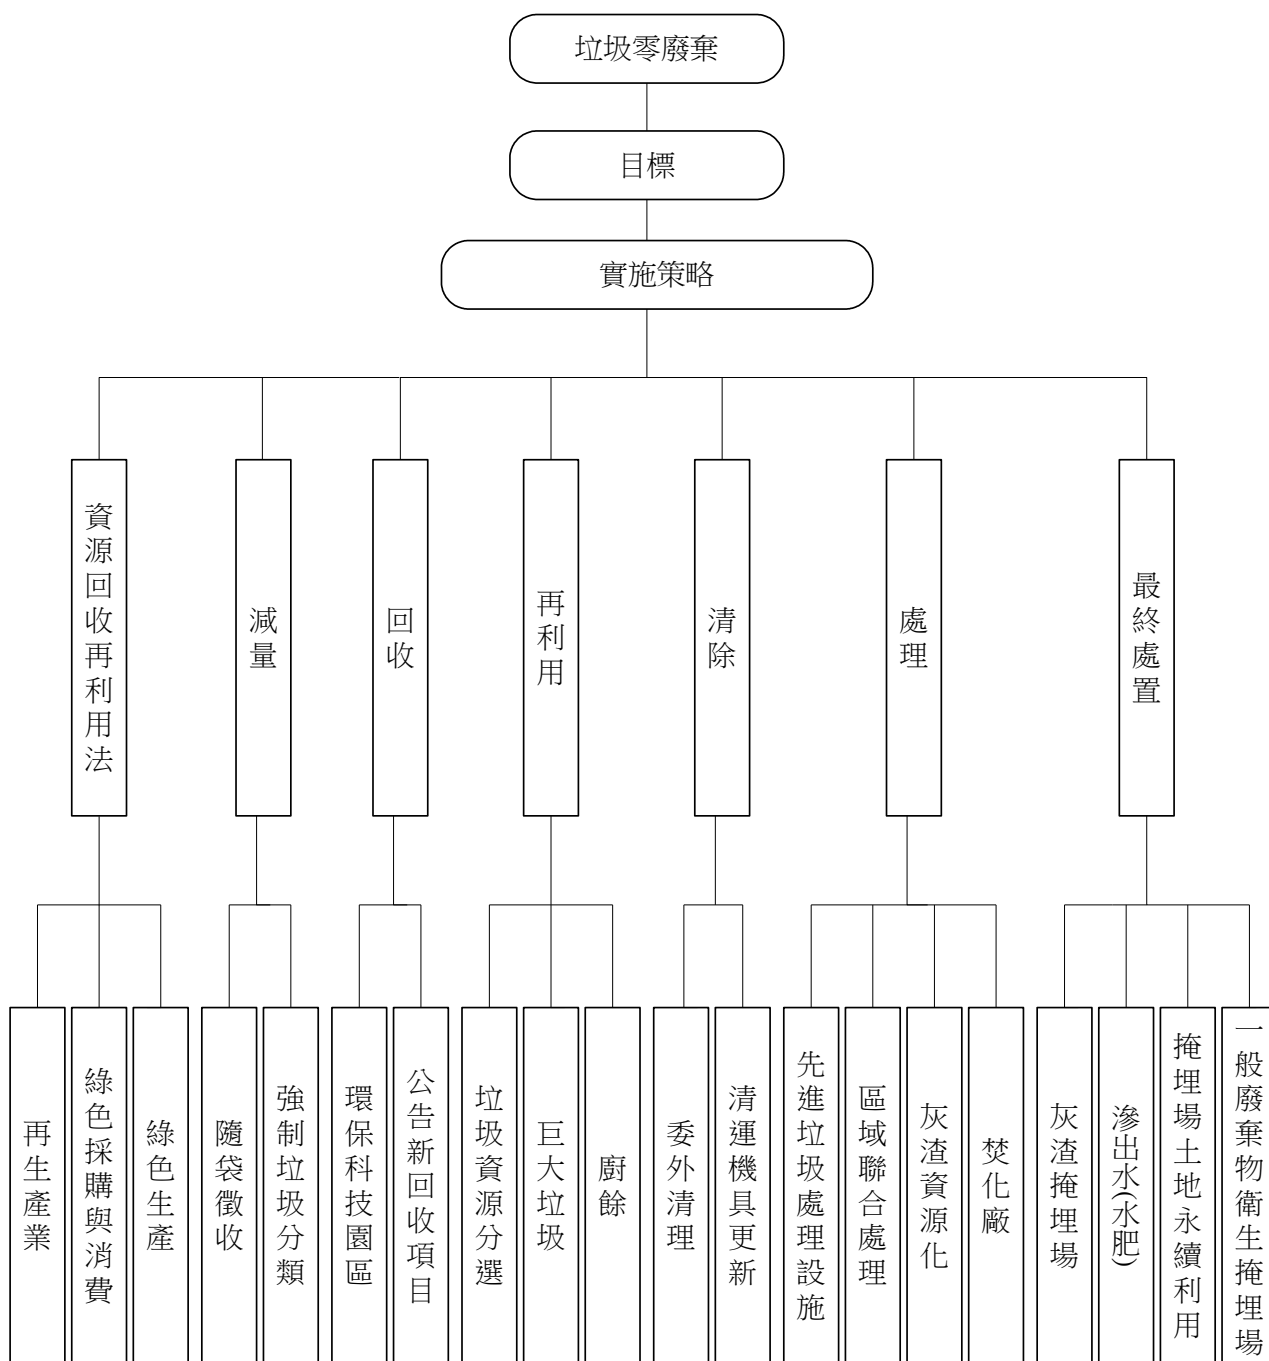 垃圾零廢棄
目標
實施策略
資源回收再利用法
減量
回收
再利用
清除
處理
最終處置
再生產業
綠色採購與消費
綠色生產
隨袋徵收
強制垃圾分類
環保科技園區
公告新回收項目
垃圾資源分選
巨大垃圾
廚餘
委外清理
清運機具更新
先進垃圾處理設施
區域聯合處理
灰渣資源化
焚化廠
灰渣掩埋場
滲出水(水肥)
掩埋場土地永續利用
一般廢棄物衛生掩埋場